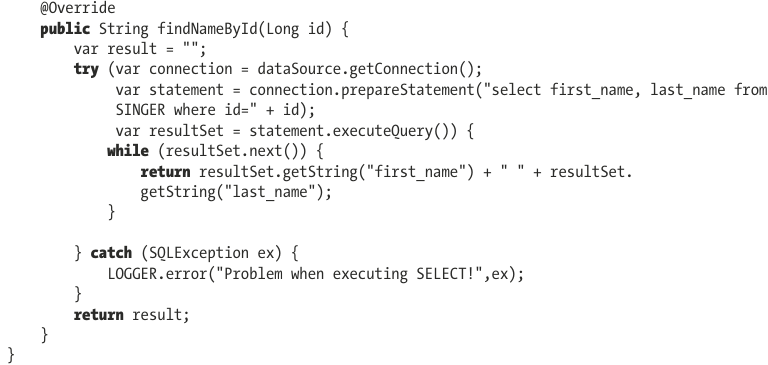 @Override
public String findNameById(Long id) {
var result = "";
try (var connection = dataSource.getConnection();
var statement = connection.prepareStatement("select first_name, last_name from
SINGER where id=" + id);
var resultSet = statement.executeQuery()) {
while (resultSet.next()) {
return resultSet.getString("first_name") + " " + resultSet.
getString("last_name");
}
} catch (SQLException ex) {
LOGGER.error("Problem when executing SELECT!",ex);
}
return result;
}
}